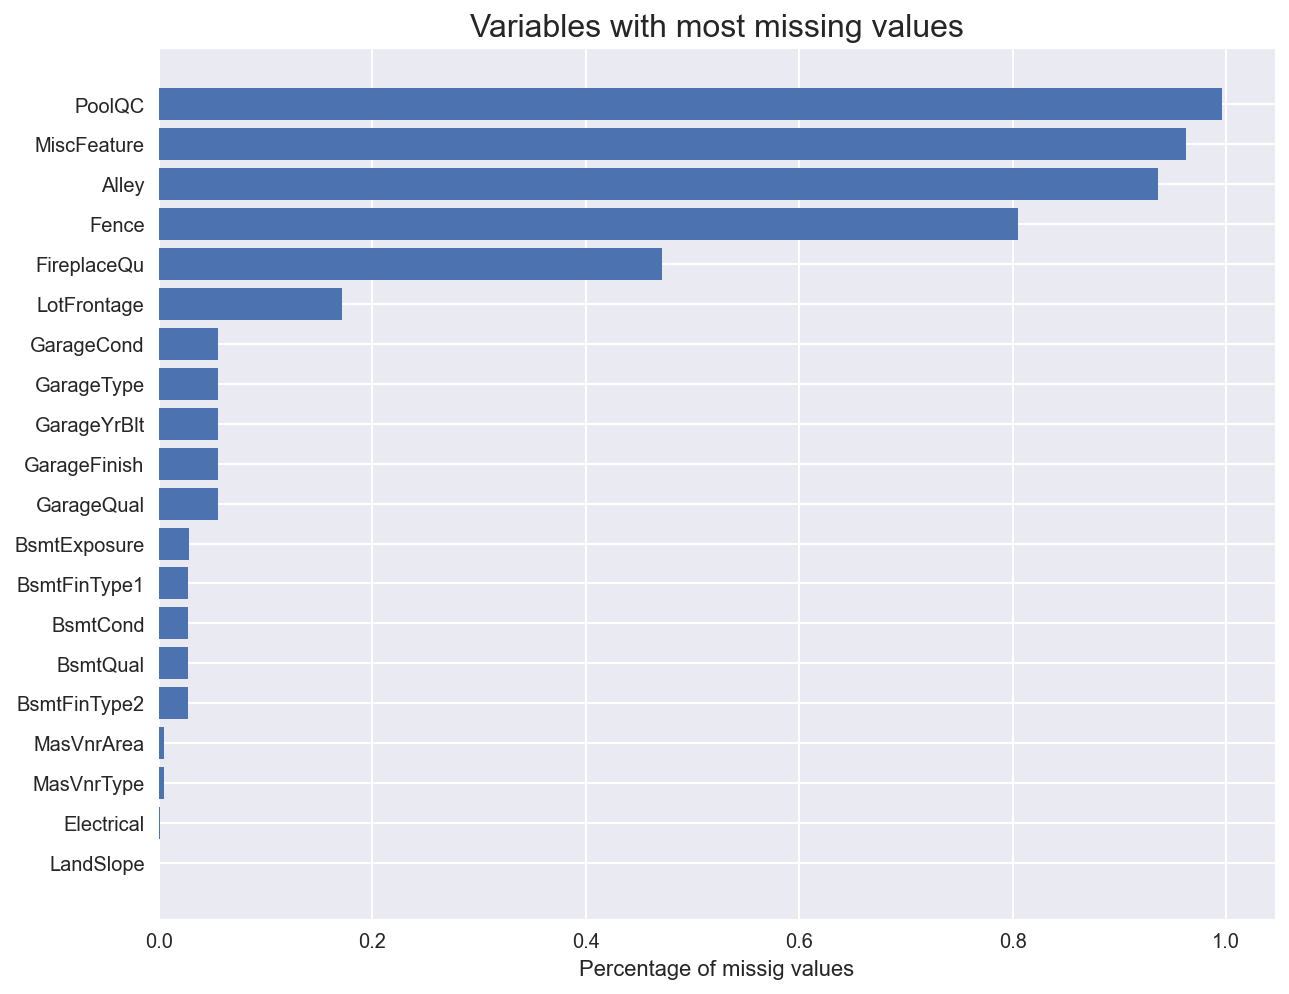 Variables with most missing values
PoolQC
MiscFeature
Alley
Fence
FireplaceQu
LotFrontage
GarageCond
GarageType
GarageYrBlt
GarageFinish
GarageQual
BsmtExposure
BsmtFinType1
BsmtCond
BsmtQual
BsmtFinType2
MasVnrArea
MasVnrType
Electrical
LandSlope
0.0 0.2 0.4 0.6 0.8 1.0
Percentage of missig values